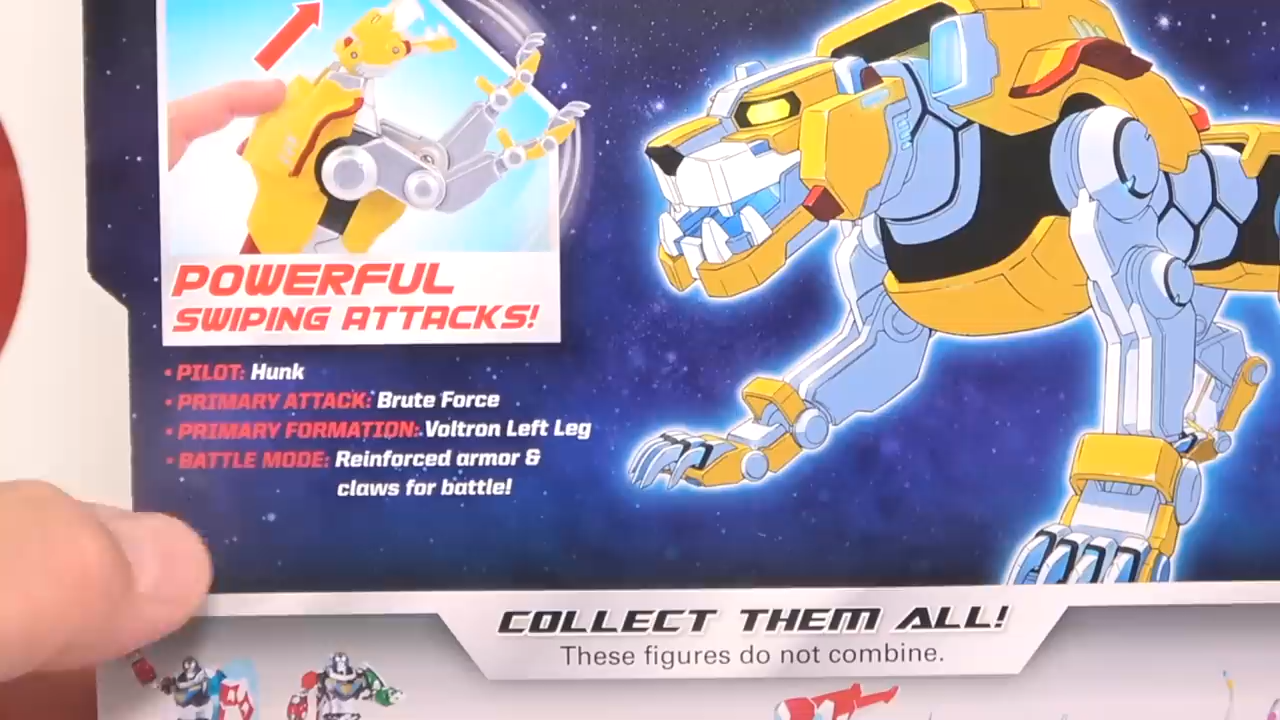 POWERFUL
SWIPING ATTACKS!
• PILOT: Hunk
• PRIMARY ATTACK: Brute Force
• PRIMARY FORMATION: Voltron Left Leg
• BATTLE MODE: Reinforced armor &
claws for battle!
COLLECT THEM ALL!
These figures do not combine.